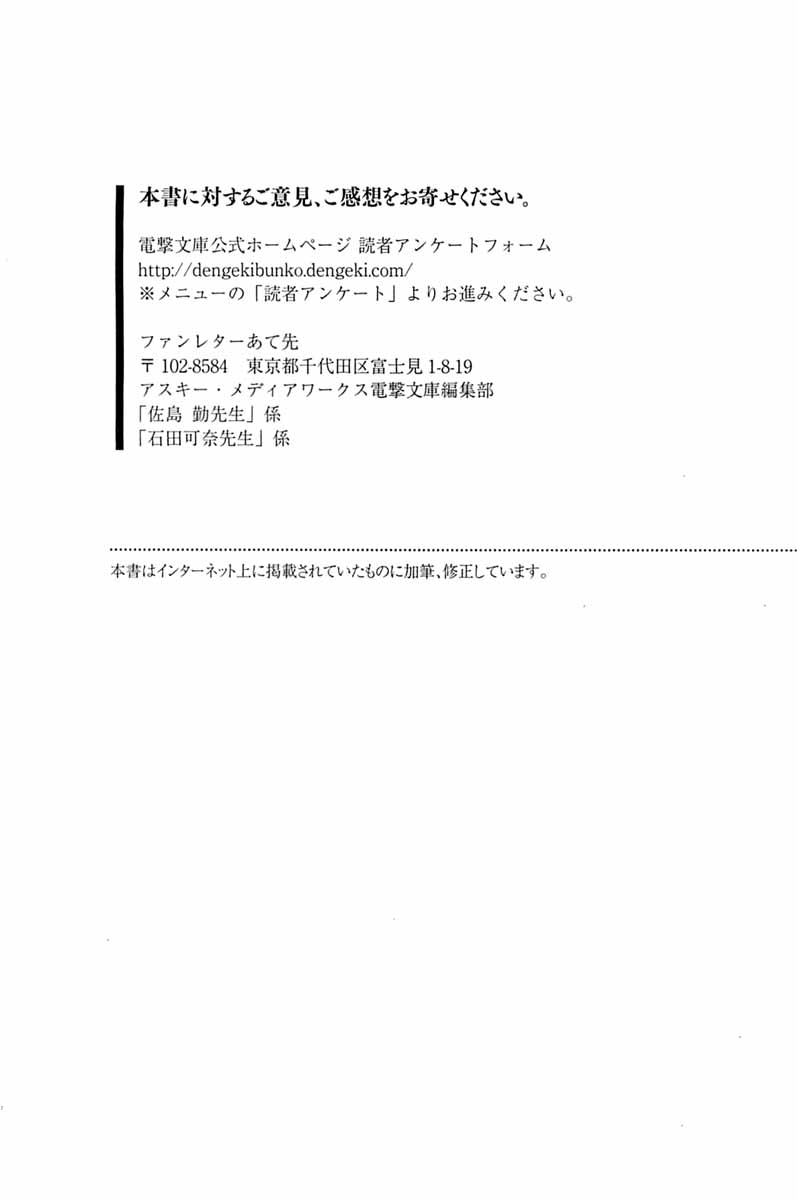 本書に対するご意見、ご感想をお寄せください。
電撃文庫公式ホームページ 読者アンケートフォーム
http://dengekibunko.dengeki.com/
※メニューの「読者アンケート」よりお進みください。
ファンレターあて先
〒102-8584　東京都千代田区富士見1-8-19
アスキー・メディアワークス電撃文庫編集部
「佐島 勤先生」係
「石田可奈先生」係
本書はインターネット上に掲載されていたものに加筆、修正しています。